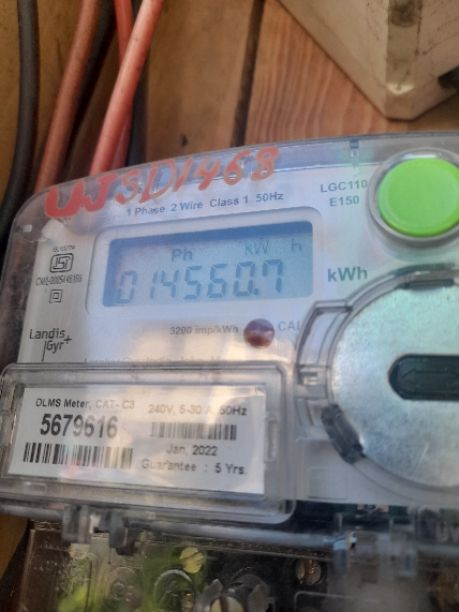 UJSD1468
1 Phase 2 Wire Class 1 50Hz
LGC110
E150
Ph kW h
014560.7
kWh
3200 imp/kWh
CAL
Landis
Gyr+
DLMS Meter, CAT- C3
240V, 5-30 A, 50Hz
5679616
Jan, 2022
Guarantee : 5 Yrs.